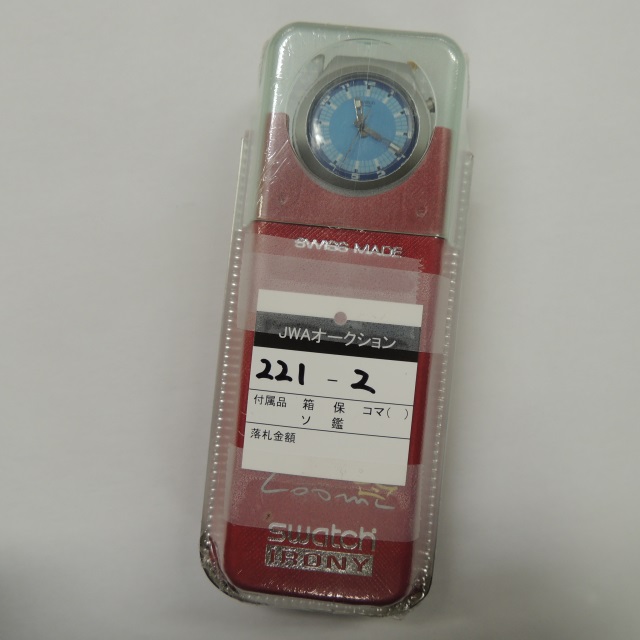 SWISS MADE
JWAオークション
221 - 2
付属品 箱 保 コマ( )
ソ 鑑
落札金額
Loomi
swatch
IRONY